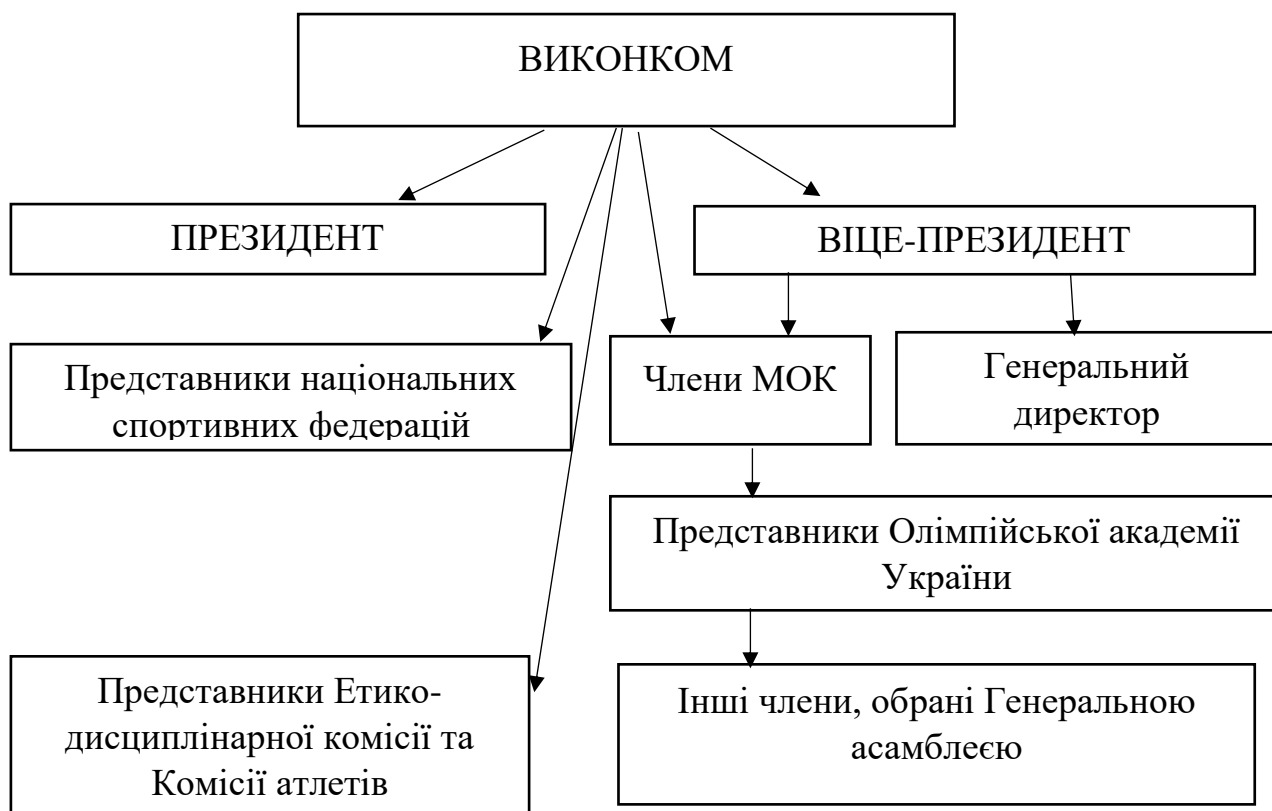 ВИКОНКОМ
ПРЕЗИДЕНТ
ВІЦЕ-ПРЕЗИДЕНТ
Представники національних
спортивних федерацій
Члени МОК
Генеральний
директор
Представники Олімпійської академії
України
Представники Етико-
дисциплінарної комісії та
Комісії атлетів
Інші члени, обрані Генеральною
асамблеєю